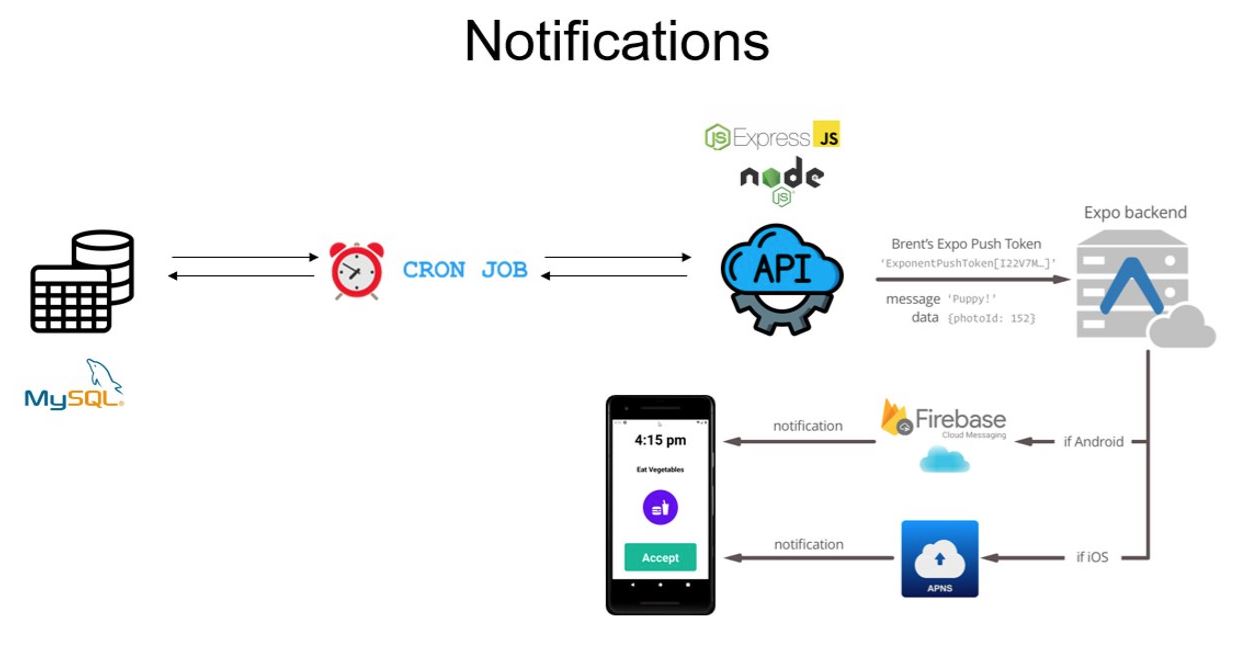 Notifications
JS Express JS
node
JS
Expo backend
Brent's Expo Push Token
'ExponentPushToken[I22V7M…]'
API
CRON JOB
message 'Puppy!'
data {photoId: 152}
MySQL
4:15 pm
Eat Vegetables
Accept
notification
Firebase
Cloud Messaging
if Android
notification
APNS
if iOS